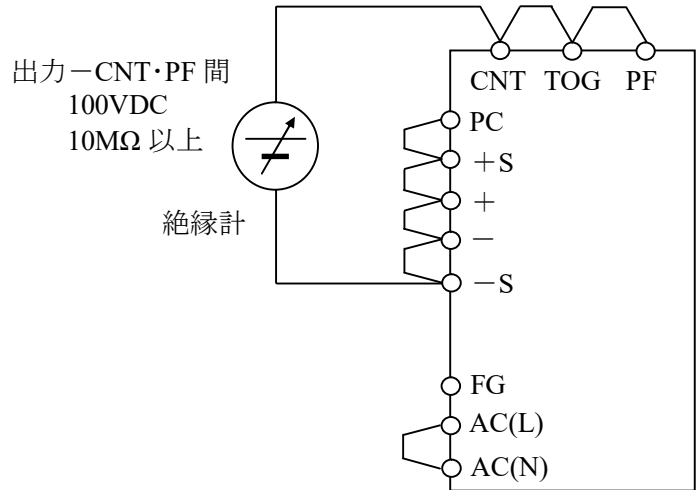 出力－CNT･PF 間
100VDC
10MΩ 以上
絶縁計
CNT TOG PF
PC
＋S
＋
－
－S
FG
AC(L)
AC(N)